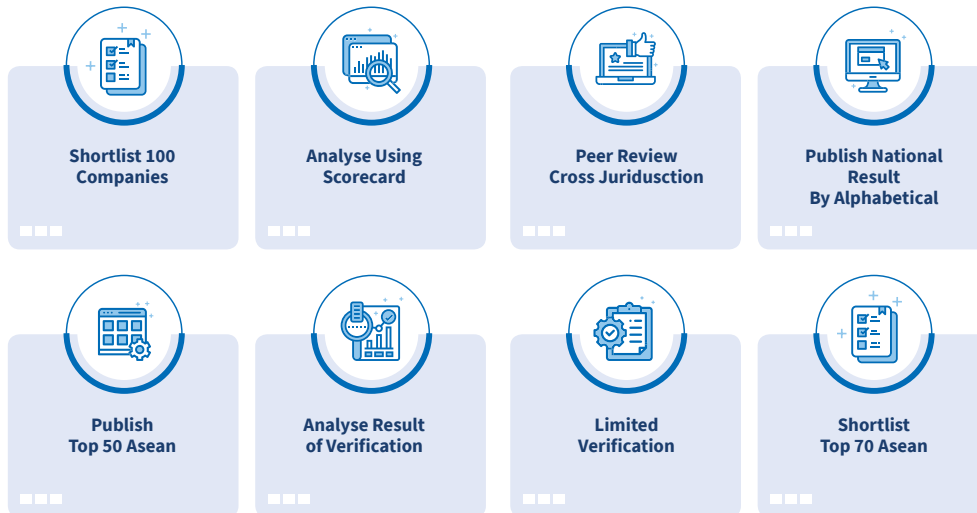 Shortlist 100
Companies
Analyse Using
Scorecard
Peer Review
Cross Juridusction
Publish National
Result
By Alphabetical
Publish
Top 50 Asean
Analyse Result
of Verification
Limited
Verification
Shortlist
Top 70 Asean